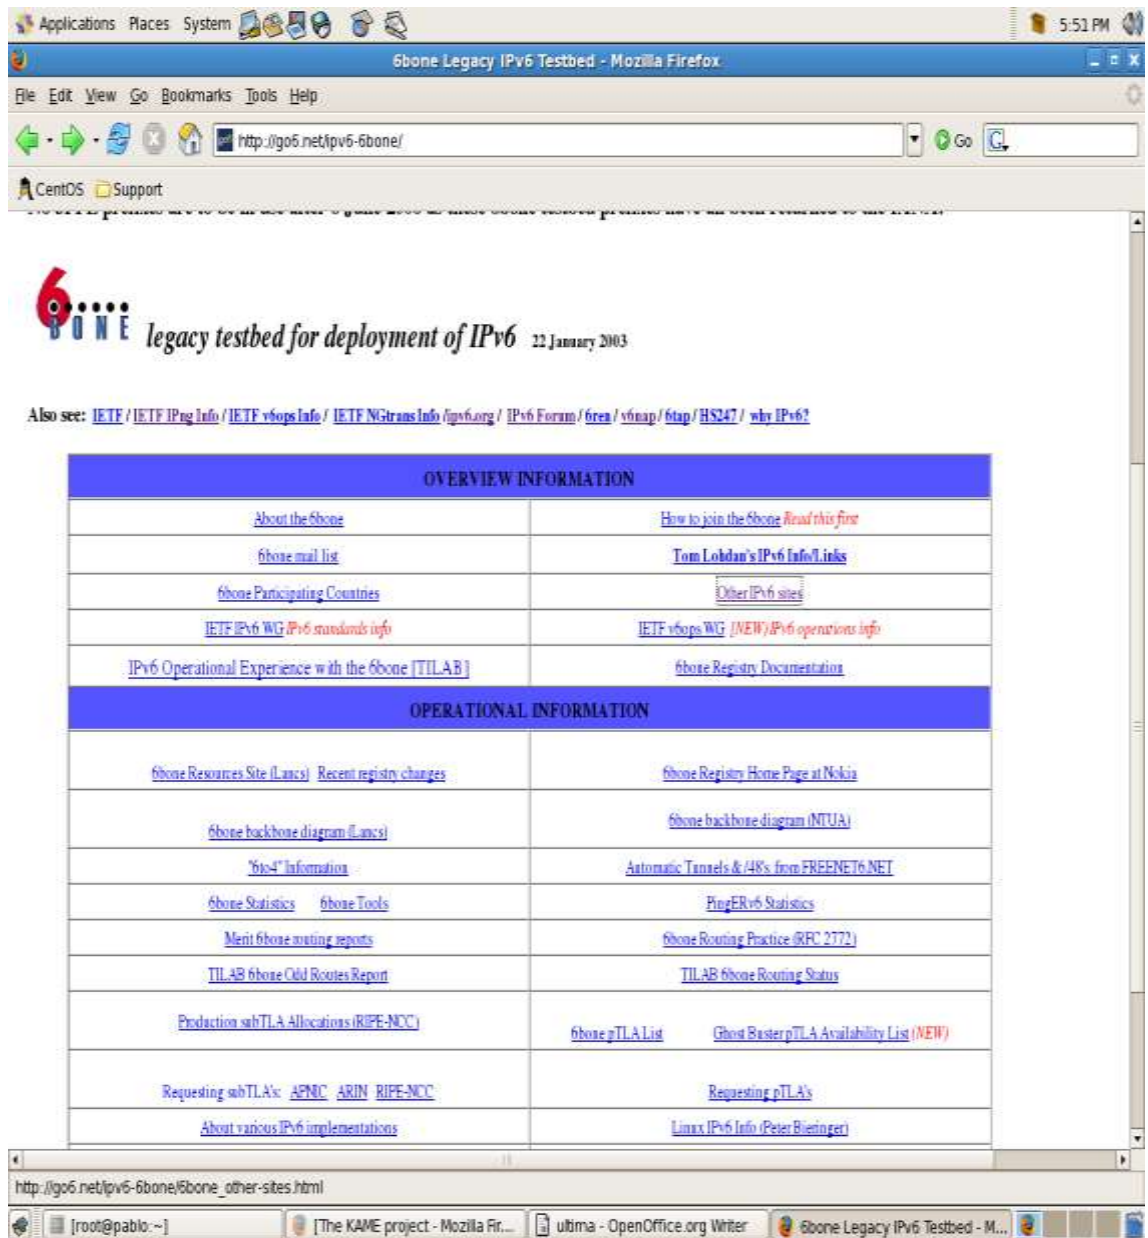 Applications Places System 5:51 PM
6bone Legacy IPv6 Testbed - Mozilla Firefox
File Edit View Go Bookmarks Tools Help
http://go6.net/ipv6-6bone/ Go
CentOS Support
6 BONE legacy testbed for deployment of IPv6 22 January 2003
Also see: IETF / IETF IPng Info / IETF v6ops Info / IETF NGtrans Info /ipv6.org / IPv6 Forum / 6ren / v6nap / 6tap / HS247 / why IPv6?
OVERVIEW INFORMATION
About the 6bone How to join the 6bone Read this first
6bone mail list Tom Lohdan's IPv6 Info/Links
6bone Participating Countries Other IPv6 sites
IETF IPv6 WG IPv6 standards info IETF v6ops WG (NEW) IPv6 operations info
IPv6 Operational Experience with the 6bone [TILAB] 6bone Registry Documentation
OPERATIONAL INFORMATION
6bone Resources Site (Lancs) Recent registry changes 6bone Registry Home Page at Nokia
6bone backbone diagram (Lancs) 6bone backbone diagram (NTUA)
"6to4" Information Automatic Tunnels & /48's from FREENET6.NET
6bone Statistics 6bone Tools PingERv6 Statistics
Merit 6bone routing reports 6bone Routing Practice (RFC 2772)
TILAB 6bone Odd Routes Report TILAB 6bone Routing Status
Production subTLA Allocations (RIPE-NCC) 6bone pTLA List Ghost Buster pTLA Availability List (NEW)
Requesting subTLA's: APNIC ARIN RIPE-NCC Requesting pTLA's
About various IPv6 implementations Linux IPv6 Info (Peter Bieringer)
http://go6.net/ipv6-6bone/6bone_other-sites.html
[root@pablo:~] [The KAME project - Mozilla Fir... ultima - OpenOffice.org Writer 6bone Legacy IPv6 Testbed - M...